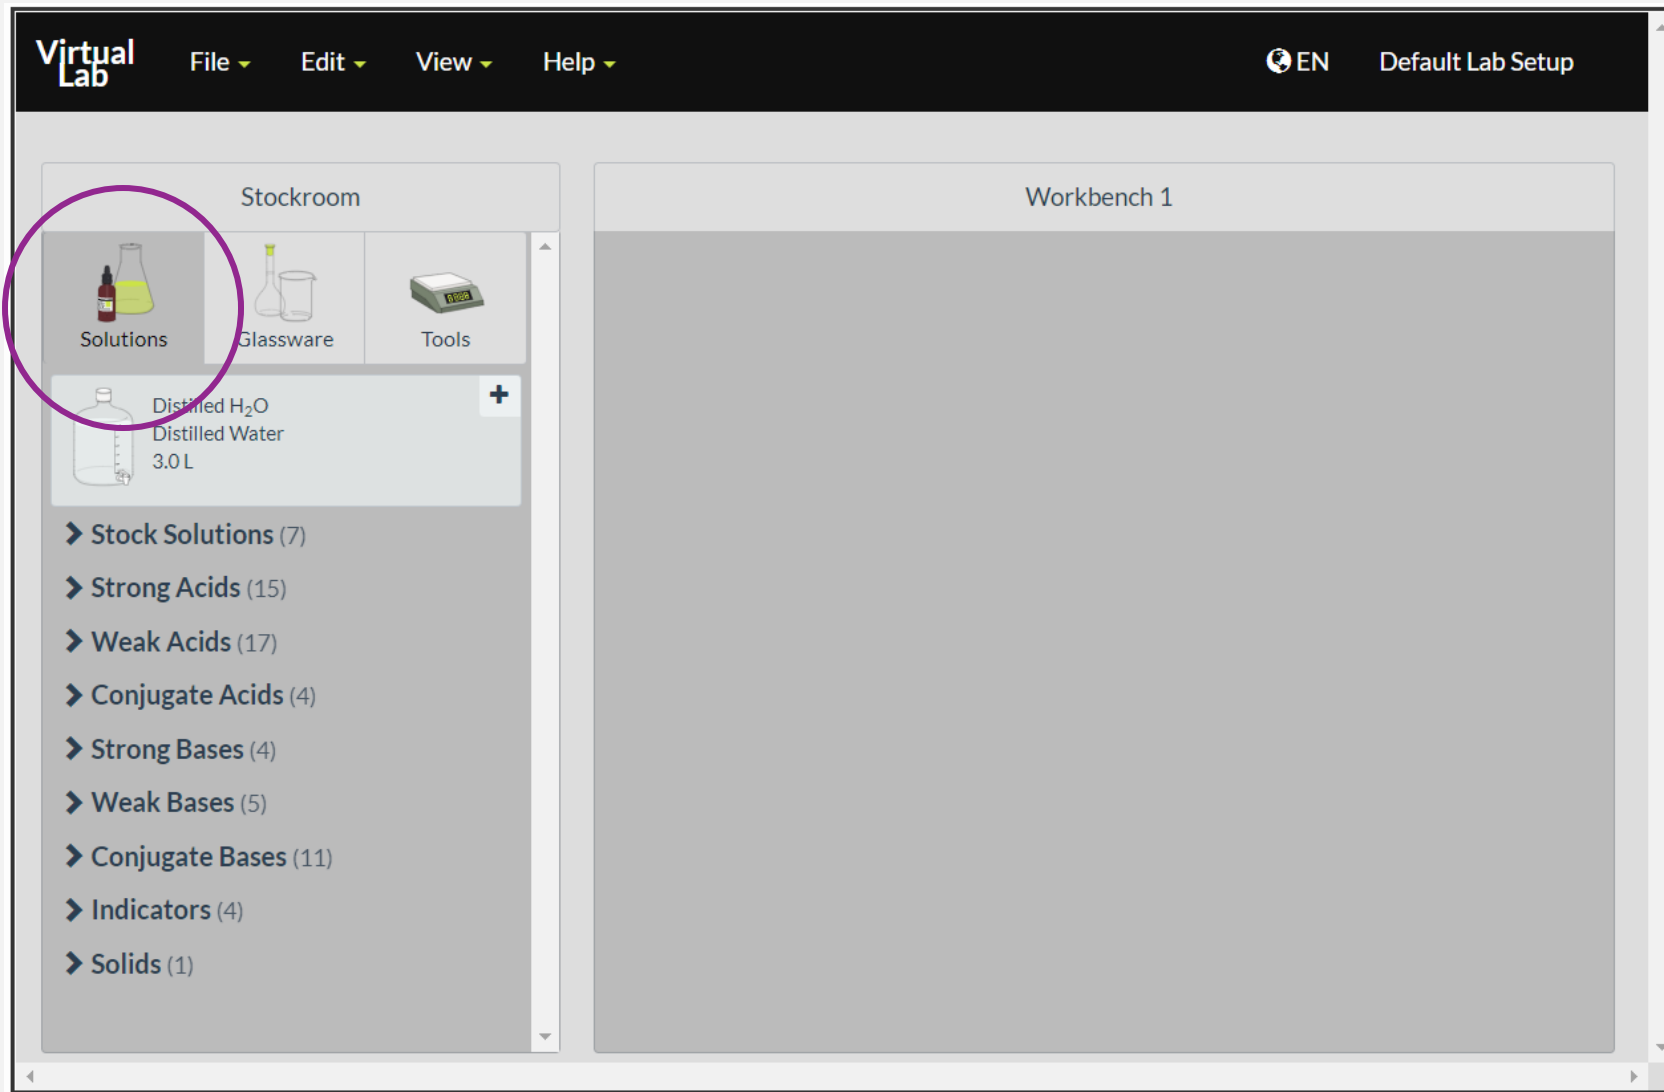 Virtual Lab
File
Edit
View
Help
EN
Default Lab Setup
Stockroom
Workbench 1
Solutions
Glassware
Tools
Distilled H₂O
Distilled Water
3.0 L
Stock Solutions (7)
Strong Acids (15)
Weak Acids (17)
Conjugate Acids (4)
Strong Bases (4)
Weak Bases (5)
Conjugate Bases (11)
Indicators (4)
Solids (1)